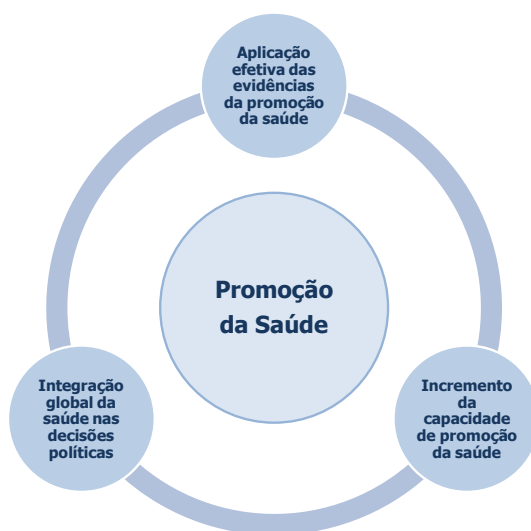 Aplicação
efetiva das
evidências
da promoção
da saúde
Promoção
da Saúde
Integração
global da
saúde nas
decisões
políticas
Incremento
da
capacidade
de promoção
da saúde